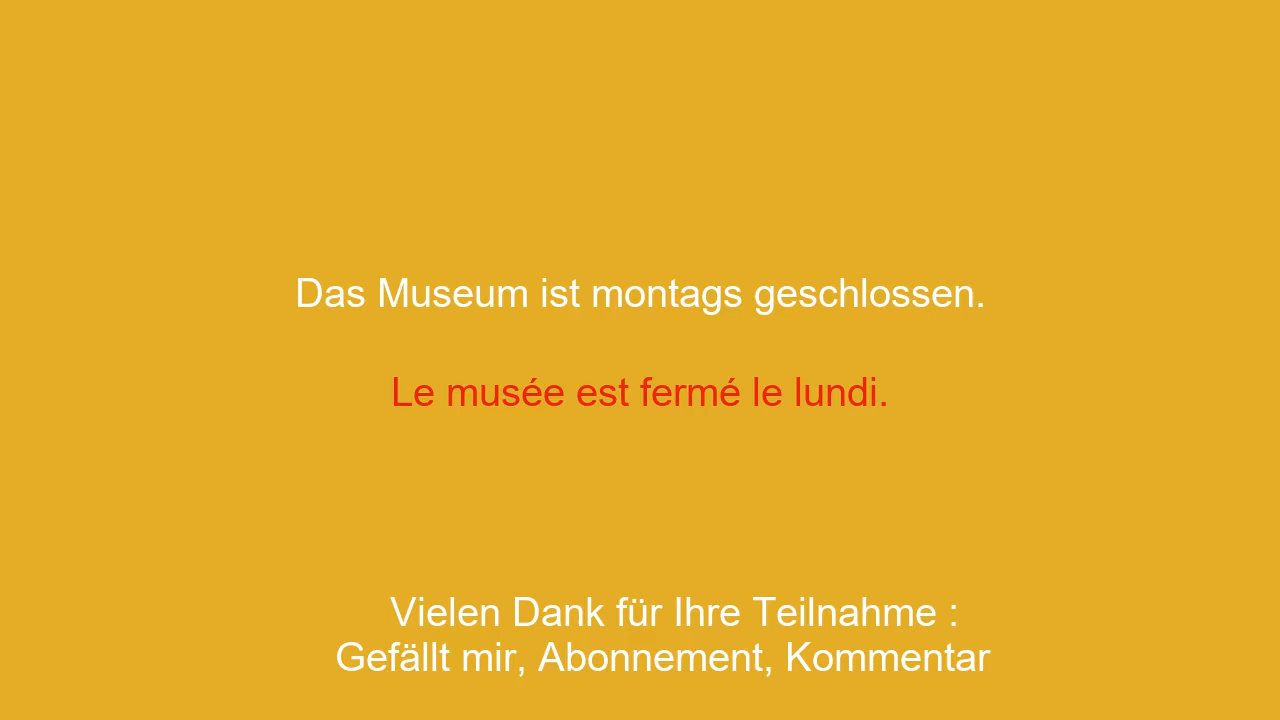 Das Museum ist montags geschlossen.
Le musée est fermé le lundi.
Vielen Dank für Ihre Teilnahme :
Gefällt mir, Abonnement, Kommentar